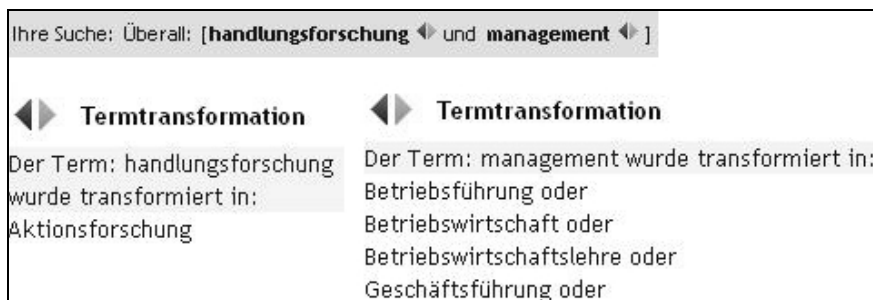 Ihre Suche: Überall: [handlungsforschung und management ]
Termtransformation
Der Term: handlungsforschung
wurde transformiert in:
Aktionsforschung
Termtransformation
Der Term: management wurde transformiert in:
Betriebsführung oder
Betriebswirtschaft oder
Betriebswirtschaftslehre oder
Geschäftsführung oder